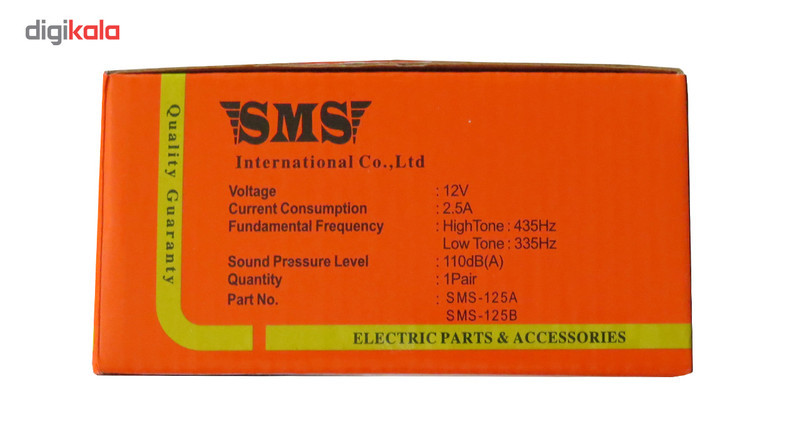 digikala
SMS
International Co.,Ltd
Quality Guaranty
Voltage : 12V
Current Consumption : 2.5A
Fundamental Frequency : HighTone : 435Hz
Low Tone : 335Hz
Sound Pressure Level : 110dB(A)
Quantity : 1Pair
Part No. : SMS-125A
SMS-125B
ELECTRIC PARTS & ACCESSORIES